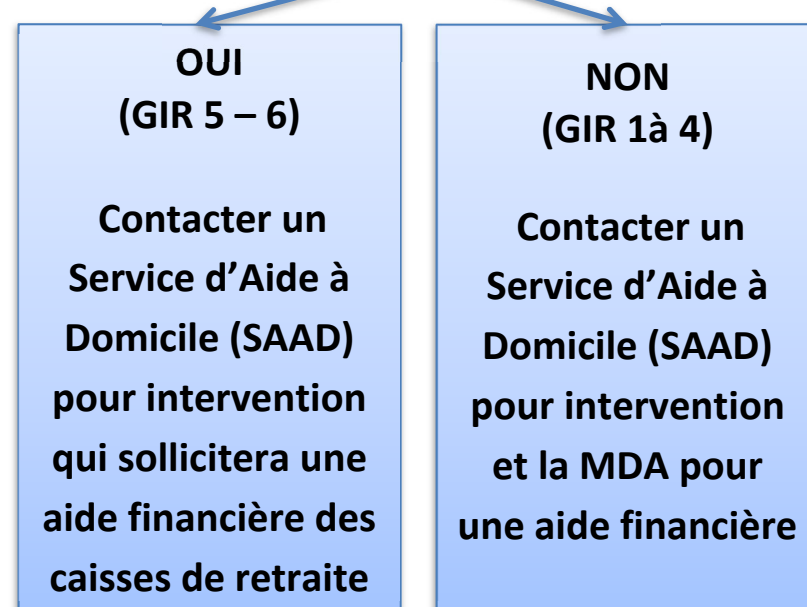 OUI
(GIR 5 – 6)
Contacter un
Service d’Aide à
Domicile (SAAD)
pour intervention
qui sollicitera une
aide financière des
caisses de retraite
NON
(GIR 1à 4)
Contacter un
Service d’Aide à
Domicile (SAAD)
pour intervention
et la MDA pour
une aide financière